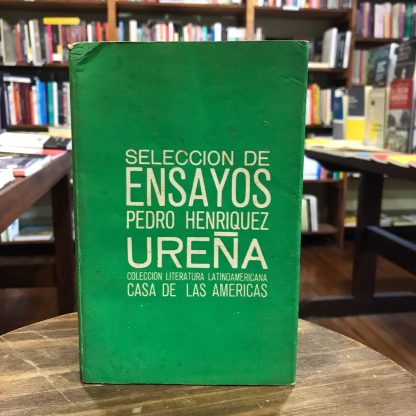 SELECCION DE
ENSAYOS
PEDRO HENRIQUEZ
UREÑA
COLECCION LITERATURA LATINOAMERICANA
CASA DE LAS AMERICAS